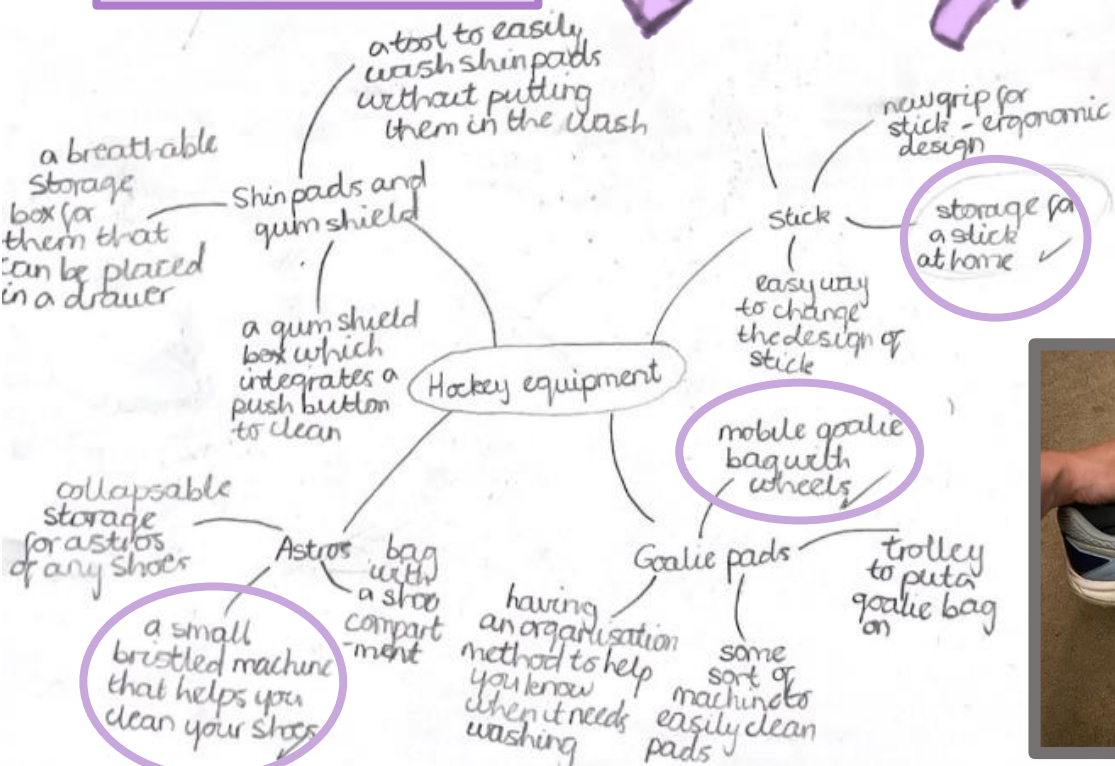 Hockey equipment
Shinpads and
gum shield
a tool to easily
wash shinpads
without putting
them in the wash
a breathable
storage
box for
them that
can be placed
in a drawer
a gum shield
box which
integrates a
push button
to clean
Stick
new grip for
stick - ergonomic
design
storage for
a stick
at home
easy way
to change
the design of
stick
Goalie pads
mobile goalie
bag with
wheels
trolley
to put a
goalie bag
on
some
sort of
machine to
easily clean
pads
having
an organisation
method to help
you know
when it needs
washing
Astros
bag
with
a shoe
compart
-ment
collapsable
storage
for astros
or any shoes
a small
bristled machine
that helps you
clean your shoes